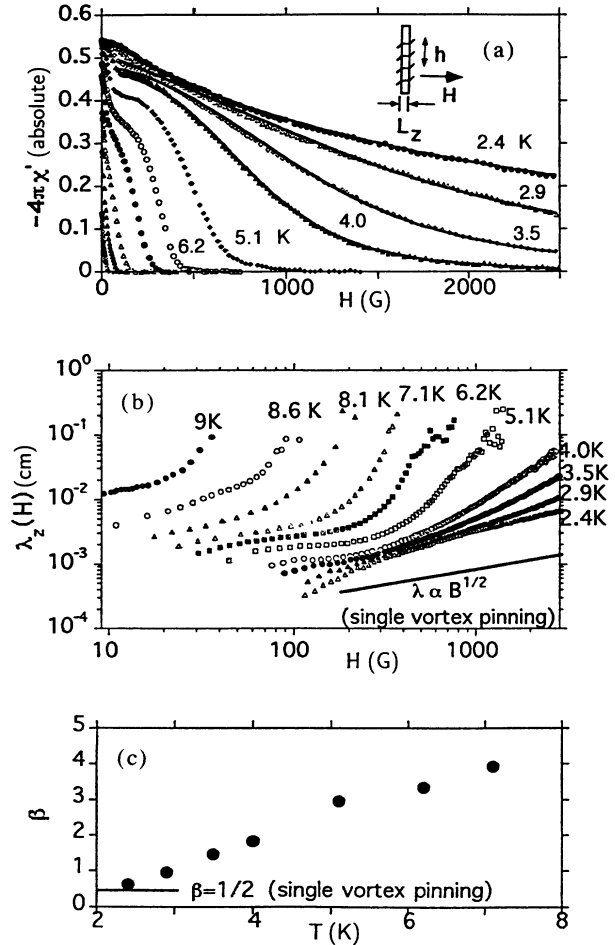 0.6
0.5
0.4
0.3
0.2
0.1
0
-4πχ' (absolute)
(a)
h
H
L_z
2.4 K
2.9
3.5
4.0
5.1 K
6.2
0 1000 2000
H (G)
10^0
10^-1
10^-2
10^-3
10^-4
λ_z(H) (cm)
(b)
9K
8.6 K
8.1 K
7.1K
6.2K
5.1K
4.0K
3.5K
2.9K
2.4K
λ α B^1/2
(single vortex pinning)
10 100 1000
H (G)
5
4
3
2
1
0
β
(c)
β=1/2 (single vortex pinning)
2 4 6 8
T (K)